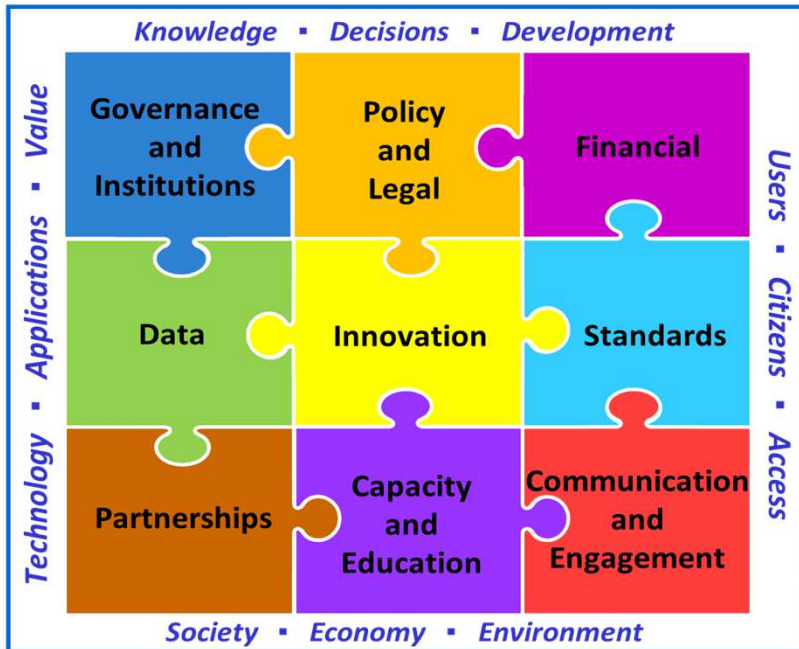 Knowledge ▪ Decisions ▪ Development
Technology ▪ Applications ▪ Value
Governance
and
Institutions
Policy
and
Legal
Financial
Data
Innovation
Standards
Partnerships
Capacity
and
Education
Communication
and
Engagement
Users ▪ Citizens ▪ Access
Society ▪ Economy ▪ Environment